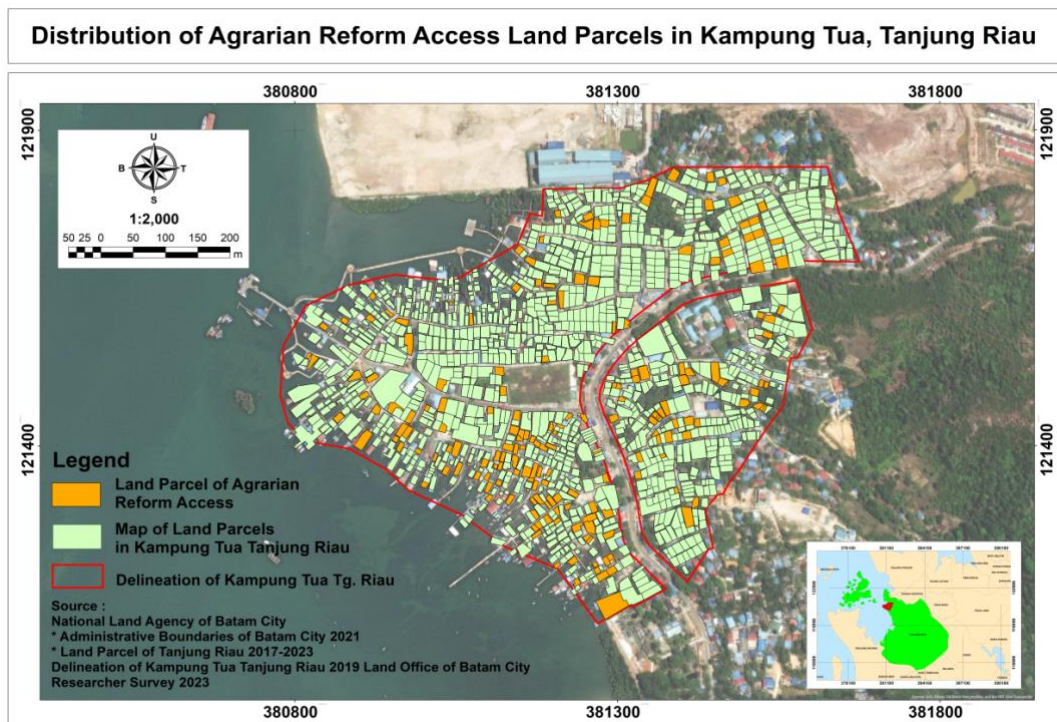 Distribution of Agrarian Reform Access Land Parcels in Kampung Tua, Tanjung Riau
380800 381300 381800
121900 121900
U
B T
S
1:2,000
50 25 0 50 100 150 200
m
121400 121400
Legend
Land Parcel of Agrarian
Reform Access
Map of Land Parcels
in Kampung Tua Tanjung Riau
Delineation of Kampung Tua Tg. Riau
Source :
National Land Agency of Batam City
* Administrative Boundaries of Batam City 2021
* Land Parcel of Tanjung Riau 2017-2023
Delineation of Kampung Tua Tanjung Riau 2019 Land Office of Batam City
Researcher Survey 2023
380800 381300 381800